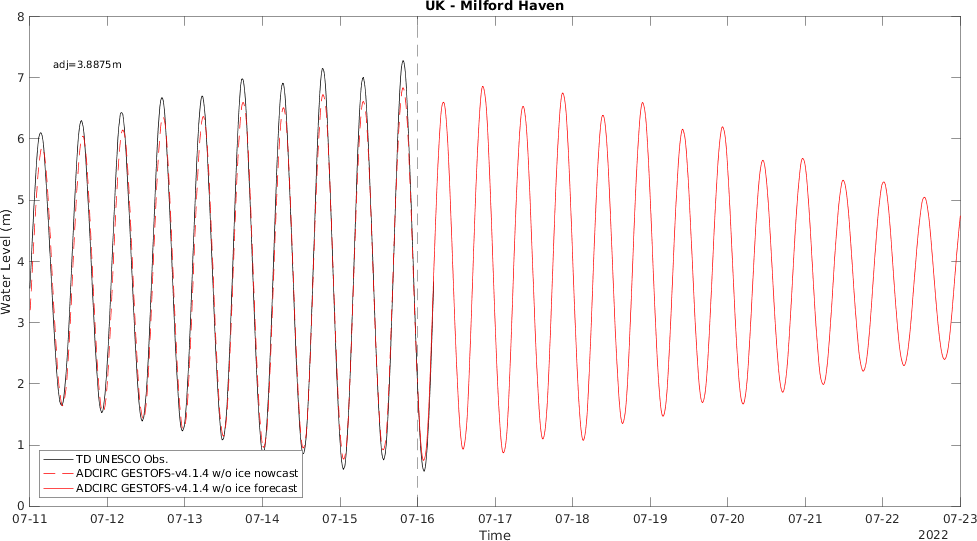 UK - Milford Haven
8
7
6
5
4
3
2
1
0
Water Level (m)
adj=3.8875m
TD UNESCO Obs.
ADCIRC GESTOFS-v4.1.4 w/o ice nowcast
ADCIRC GESTOFS-v4.1.4 w/o ice forecast
07-11 07-12 07-13 07-14 07-15 07-16 07-17 07-18 07-19 07-20 07-21 07-22 07-23
Time
2022